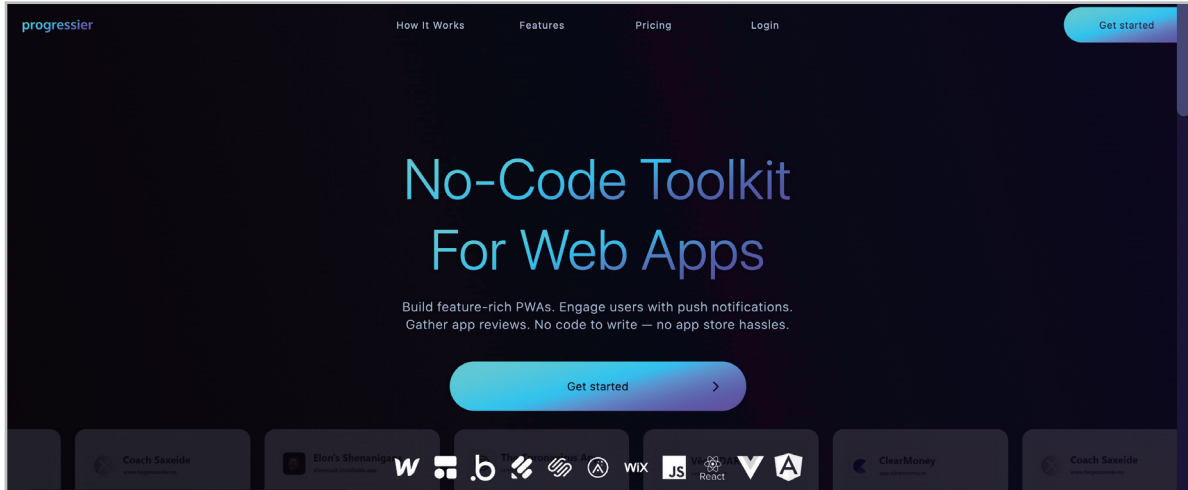 progressier
How It Works
Features
Pricing
Login
Get started
No-Code Toolkit
For Web Apps
Build feature-rich PWAs. Engage users with push notifications.
Gather app reviews. No code to write — no app store hassles.
Get started
Coach Saxeide
Elon's Shenanigans
ClearMoney
Coach Saxeide
W
.b
WiX
JS
React
A